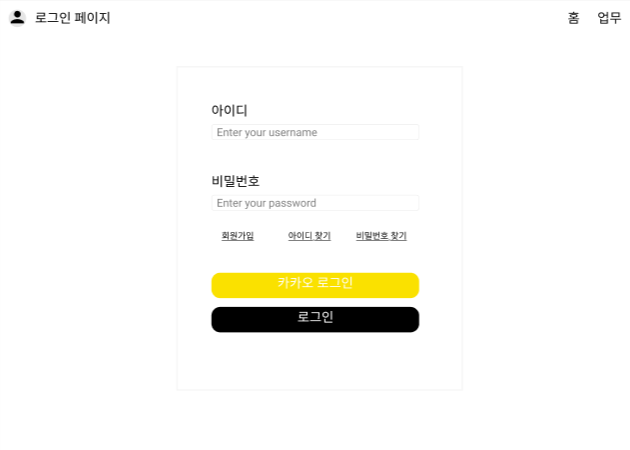 로그인 페이지 홈 업무
아이디
Enter your username
비밀번호
Enter your password
회원가입 아이디 찾기 비밀번호 찾기
카카오 로그인
로그인